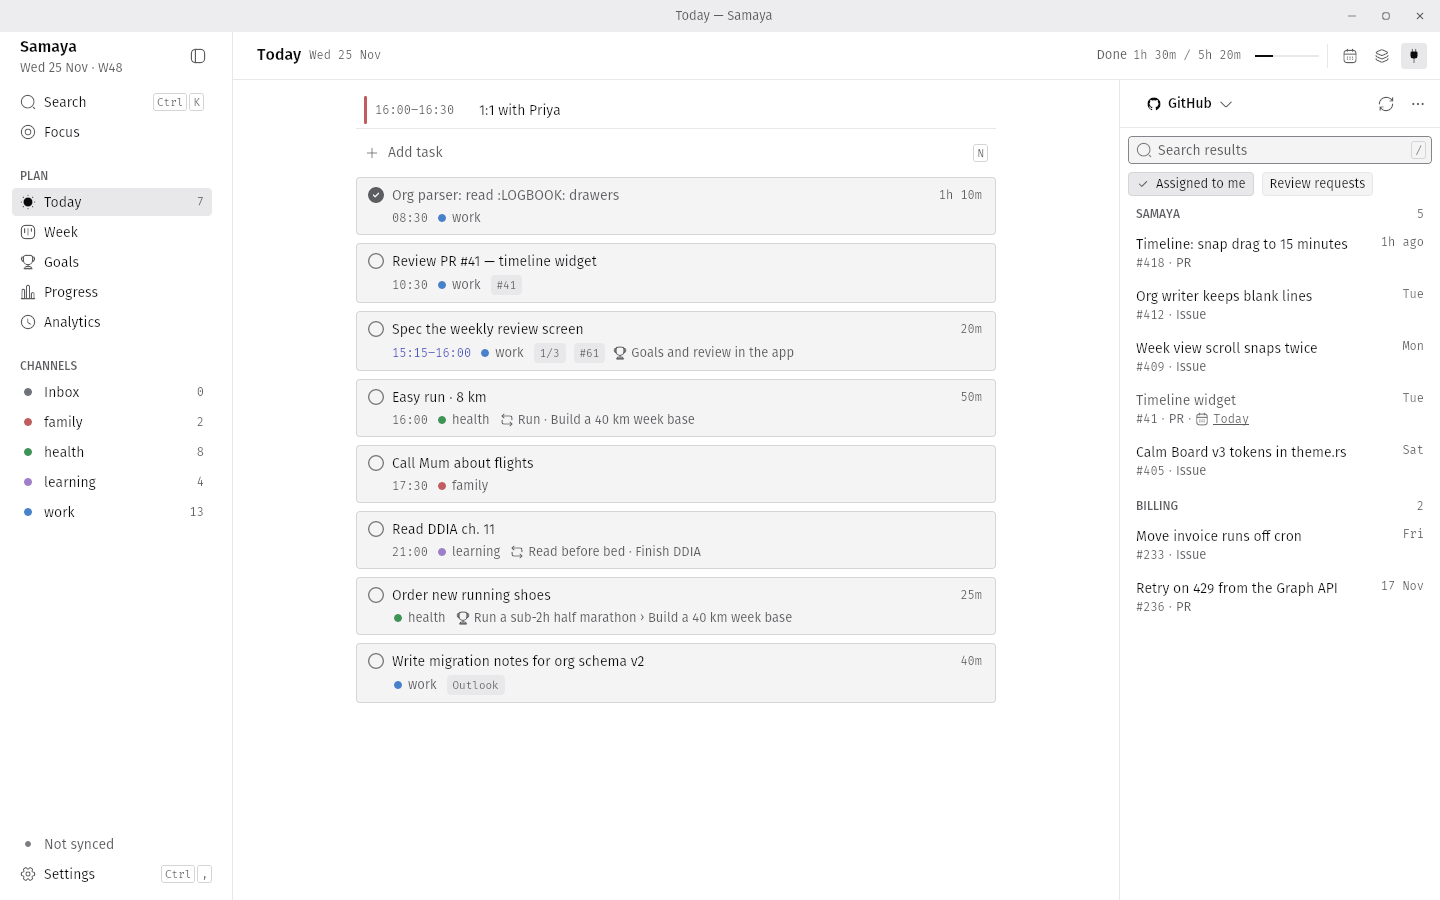 Today — Samaya
Samaya
Wed 25 Nov · W48
Search Ctrl K
Focus
PLAN
Today 7
Week
Goals
Progress
Analytics
CHANNELS
Inbox 0
family 2
health 8
learning 4
work 13
Not synced
Settings Ctrl ,
Today Wed 25 Nov
Done 1h 30m / 5h 20m
16:00–16:30 1:1 with Priya
Add task N
Org parser: read :LOGBOOK: drawers 1h 10m
08:30 work
Review PR #41 — timeline widget
10:30 work #41
Spec the weekly review screen 20m
15:15–16:00 work 1/3 #61 Goals and review in the app
Easy run · 8 km 50m
16:00 health Run · Build a 40 km week base
Call Mum about flights
17:30 family
Read DDIA ch. 11
21:00 learning Read before bed · Finish DDIA
Order new running shoes 25m
health Run a sub-2h half marathon › Build a 40 km week base
Write migration notes for org schema v2 40m
work Outlook
GitHub
Search results /
Assigned to me Review requests
SAMAYA 5
Timeline: snap drag to 15 minutes 1h ago
#418 · PR
Org writer keeps blank lines Tue
#412 · Issue
Week view scroll snaps twice Mon
#409 · Issue
Timeline widget Tue
#41 · PR · Today
Calm Board v3 tokens in theme.rs Sat
#405 · Issue
BILLING 2
Move invoice runs off cron Fri
#233 · Issue
Retry on 429 from the Graph API 17 Nov
#236 · PR